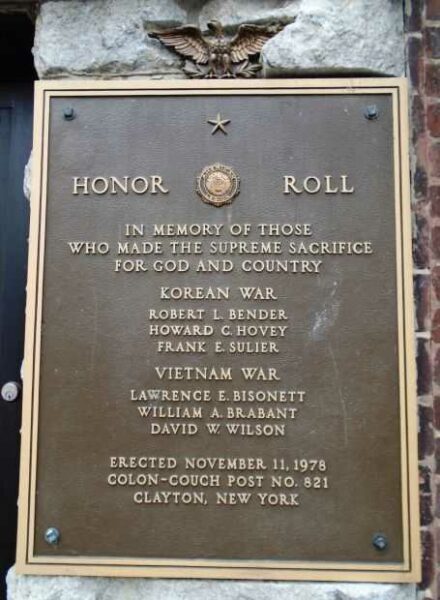 HONOR ROLL
IN MEMORY OF THOSE
WHO MADE THE SUPREME SACRIFICE
FOR GOD AND COUNTRY
KOREAN WAR
ROBERT L. BENDER
HOWARD C. HOVEY
FRANK E. SULIER
VIETNAM WAR
LAWRENCE E. BISONETT
WILLIAM A. BRABANT
DAVID W. WILSON
ERECTED NOVEMBER 11, 1978
COLON-COUCH POST NO. 821
CLAYTON, NEW YORK